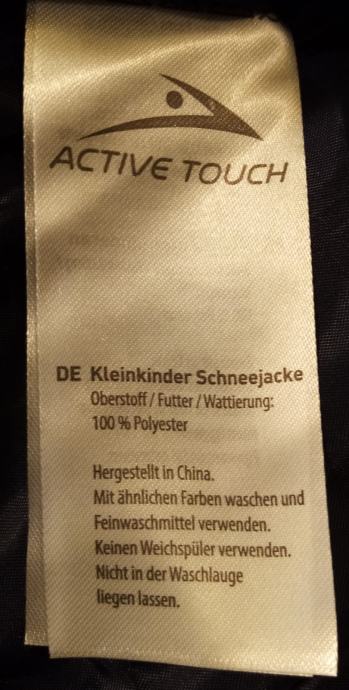 ACTIVE TOUCH
DE Kleinkinder Schneejacke
Oberstoff / Futter / Wattierung:
100 % Polyester
Hergestellt in China.
Mit ähnlichen Farben waschen und
Feinwaschmittel verwenden.
Keinen Weichspüler verwenden.
Nicht in der Waschlauge
liegen lassen.